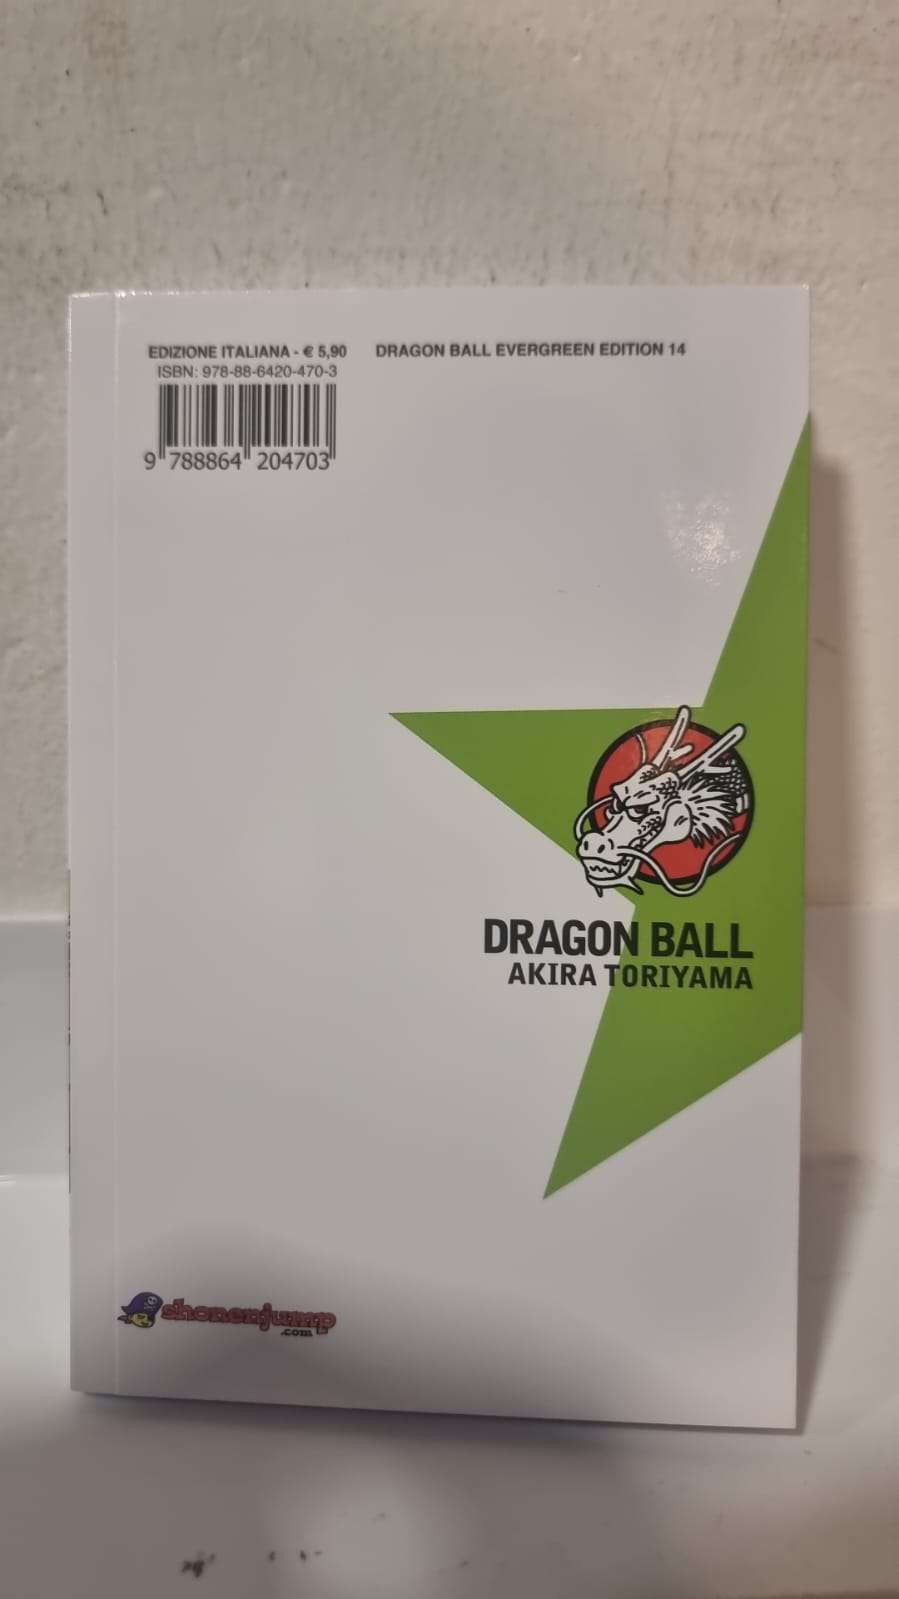 EDIZIONE ITALIANA - € 5,90 DRAGON BALL EVERGREEN EDITION 14
ISBN: 978-88-6420-470-3
9 788864 204703
DRAGON BALL
AKIRA TORIYAMA
shonenjump
.com